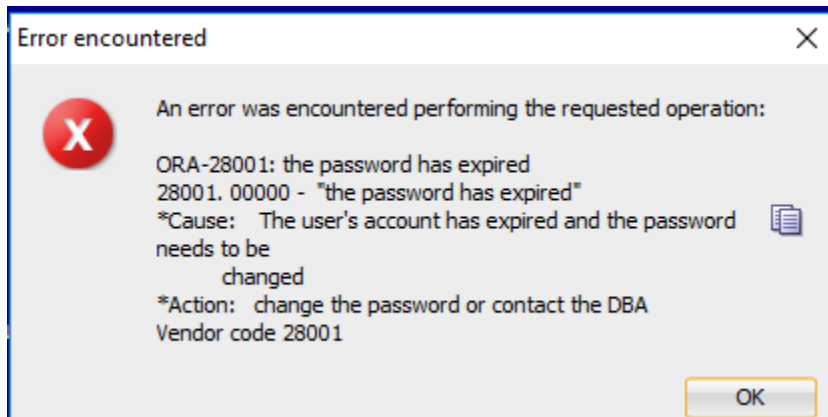 Error encountered
An error was encountered performing the requested operation:
ORA-28001: the password has expired
28001. 00000 - "the password has expired"
*Cause: The user's account has expired and the password
needs to be
changed
*Action: change the password or contact the DBA
Vendor code 28001
OK